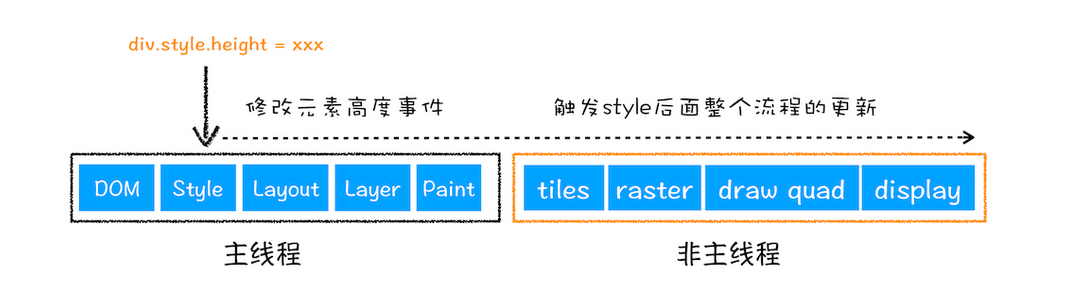 div.style.height = xxx
修改元素高度事件
触发style后面整个流程的更新
DOM Style Layout Layer Paint
tiles raster draw quad display
主线程
非主线程